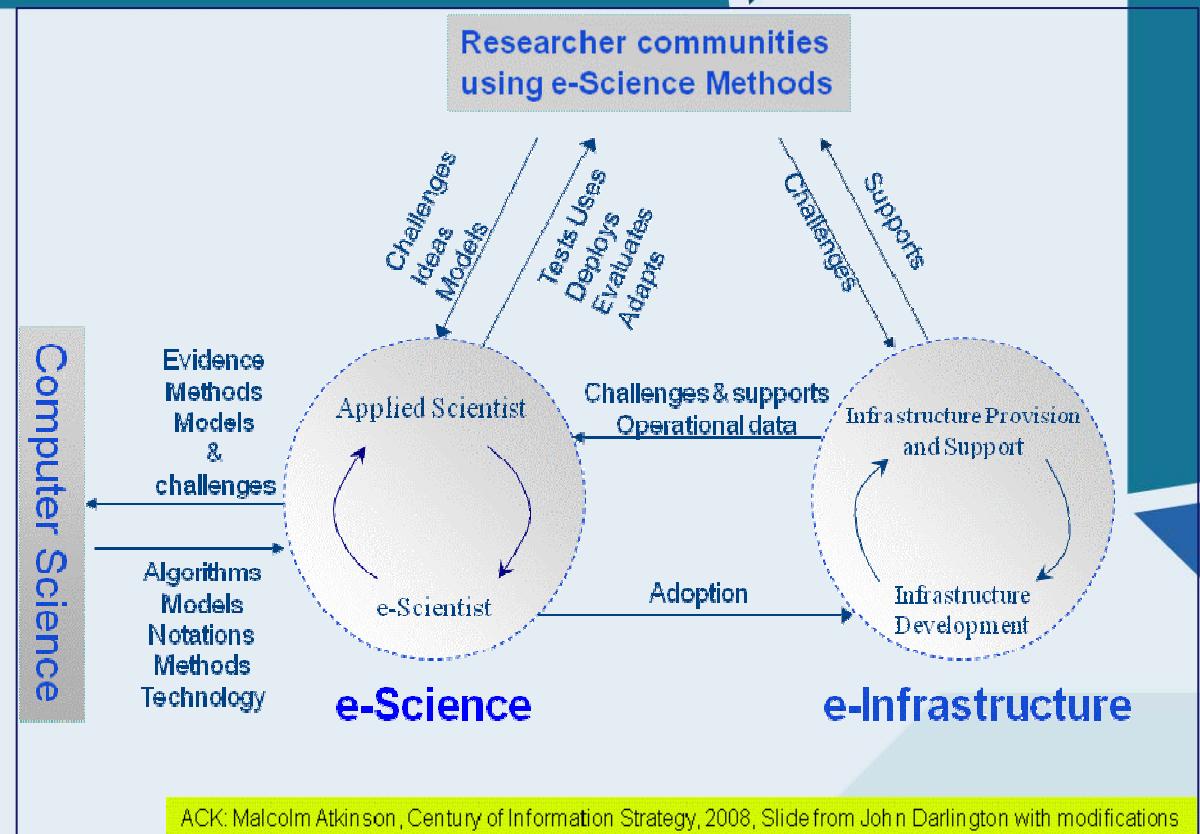 Researcher communities
using e-Science Methods
Challenges
Ideas
Models
Tests Uses
Deploys
Evaluates
Adapts
Challenges
Supports
Computer Science
Evidence
Methods
Models
&
challenges
Algorithms
Models
Notations
Methods
Technology
Applied Scientist
e-Scientist
e-Science
Challenges & supports
Operational data
Adoption
Infrastructure Provision
and Support
Infrastructure
Development
e-Infrastructure
ACK: Malcolm Atkinson, Century of Information Strategy, 2008, Slide from John Darlington with modifications